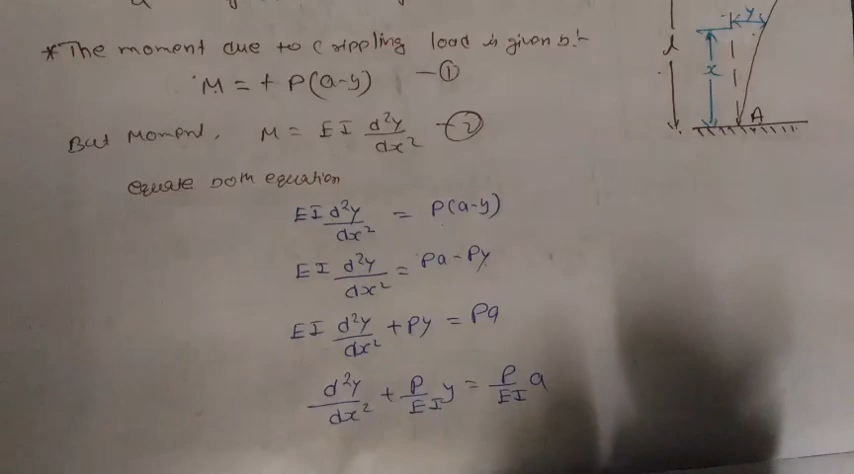 a
* The moment due to Crippling load is given b:-
M = + P(a-y) —①
But Moment, M = EI d²y/dx² —②
equate both equation
EI d²y/dx² = P(a-y)
EI d²y/dx² = Pa - Py
EI d²y/dx² + Py = Pa
d²y/dx² + P/EI y = P/EI a
y
l
x
A